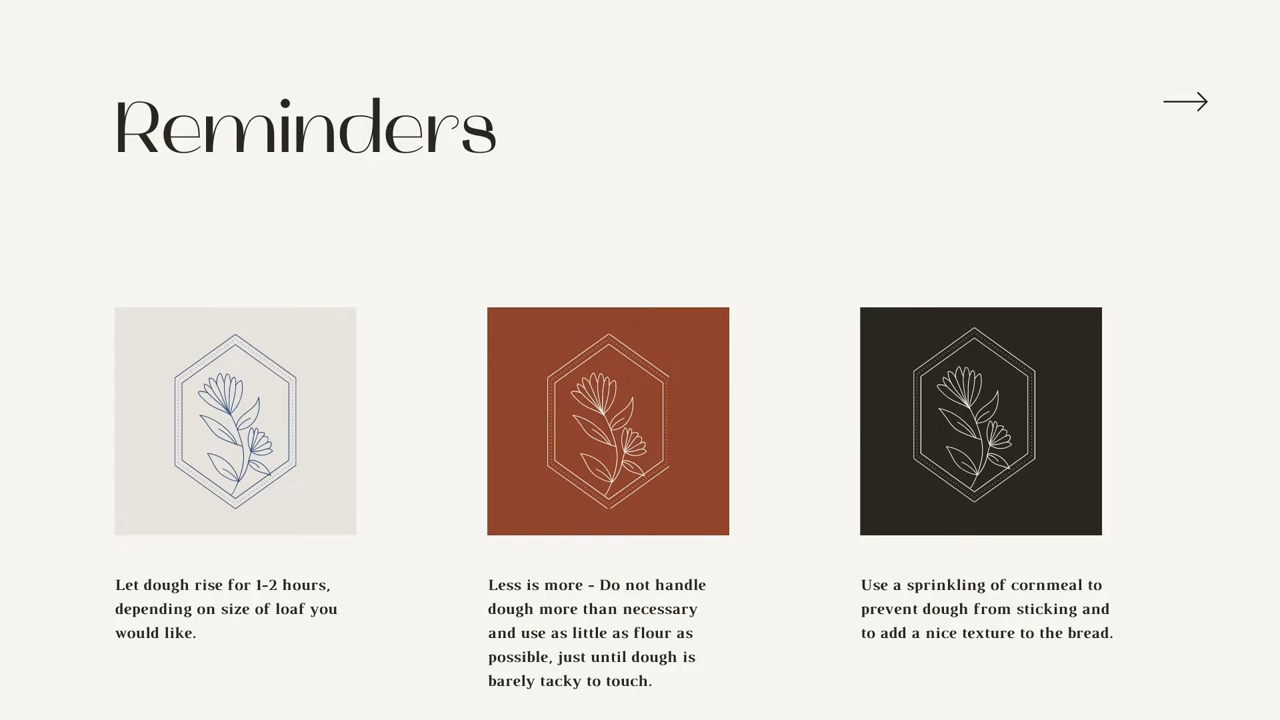 Reminders
Let dough rise for 1-2 hours,
depending on size of loaf you
would like.
Less is more - Do not handle
dough more than necessary
and use as little as flour as
possible, just until dough is
barely tacky to touch.
Use a sprinkling of cornmeal to
prevent dough from sticking and
to add a nice texture to the bread.